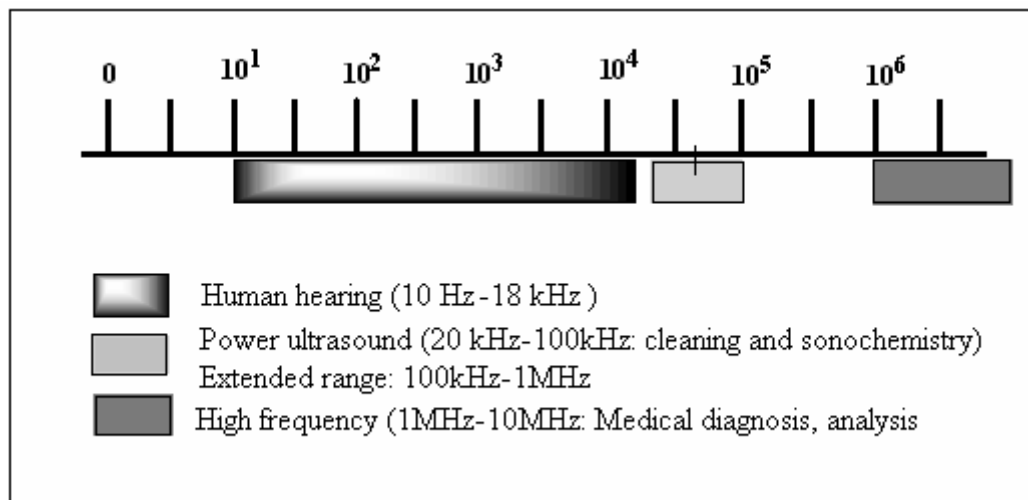 0 10¹ 10² 10³ 10⁴ 10⁵ 10⁶
Human hearing (10 Hz -18 kHz )
Power ultrasound (20 kHz-100kHz: cleaning and sonochemistry)
Extended range: 100kHz-1MHz
High frequency (1MHz-10MHz: Medical diagnosis, analysis